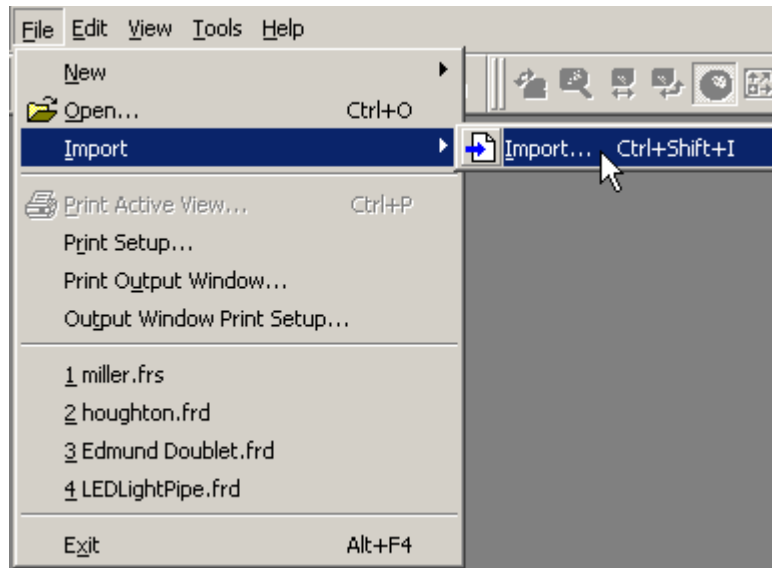 File Edit View Tools Help
New
Open... Ctrl+O
Import
Import... Ctrl+Shift+I
Print Active View... Ctrl+P
Print Setup...
Print Output Window...
Output Window Print Setup...
1 miller.frs
2 houghton.frd
3 Edmund Doublet.frd
4 LEDLightPipe.frd
Exit Alt+F4